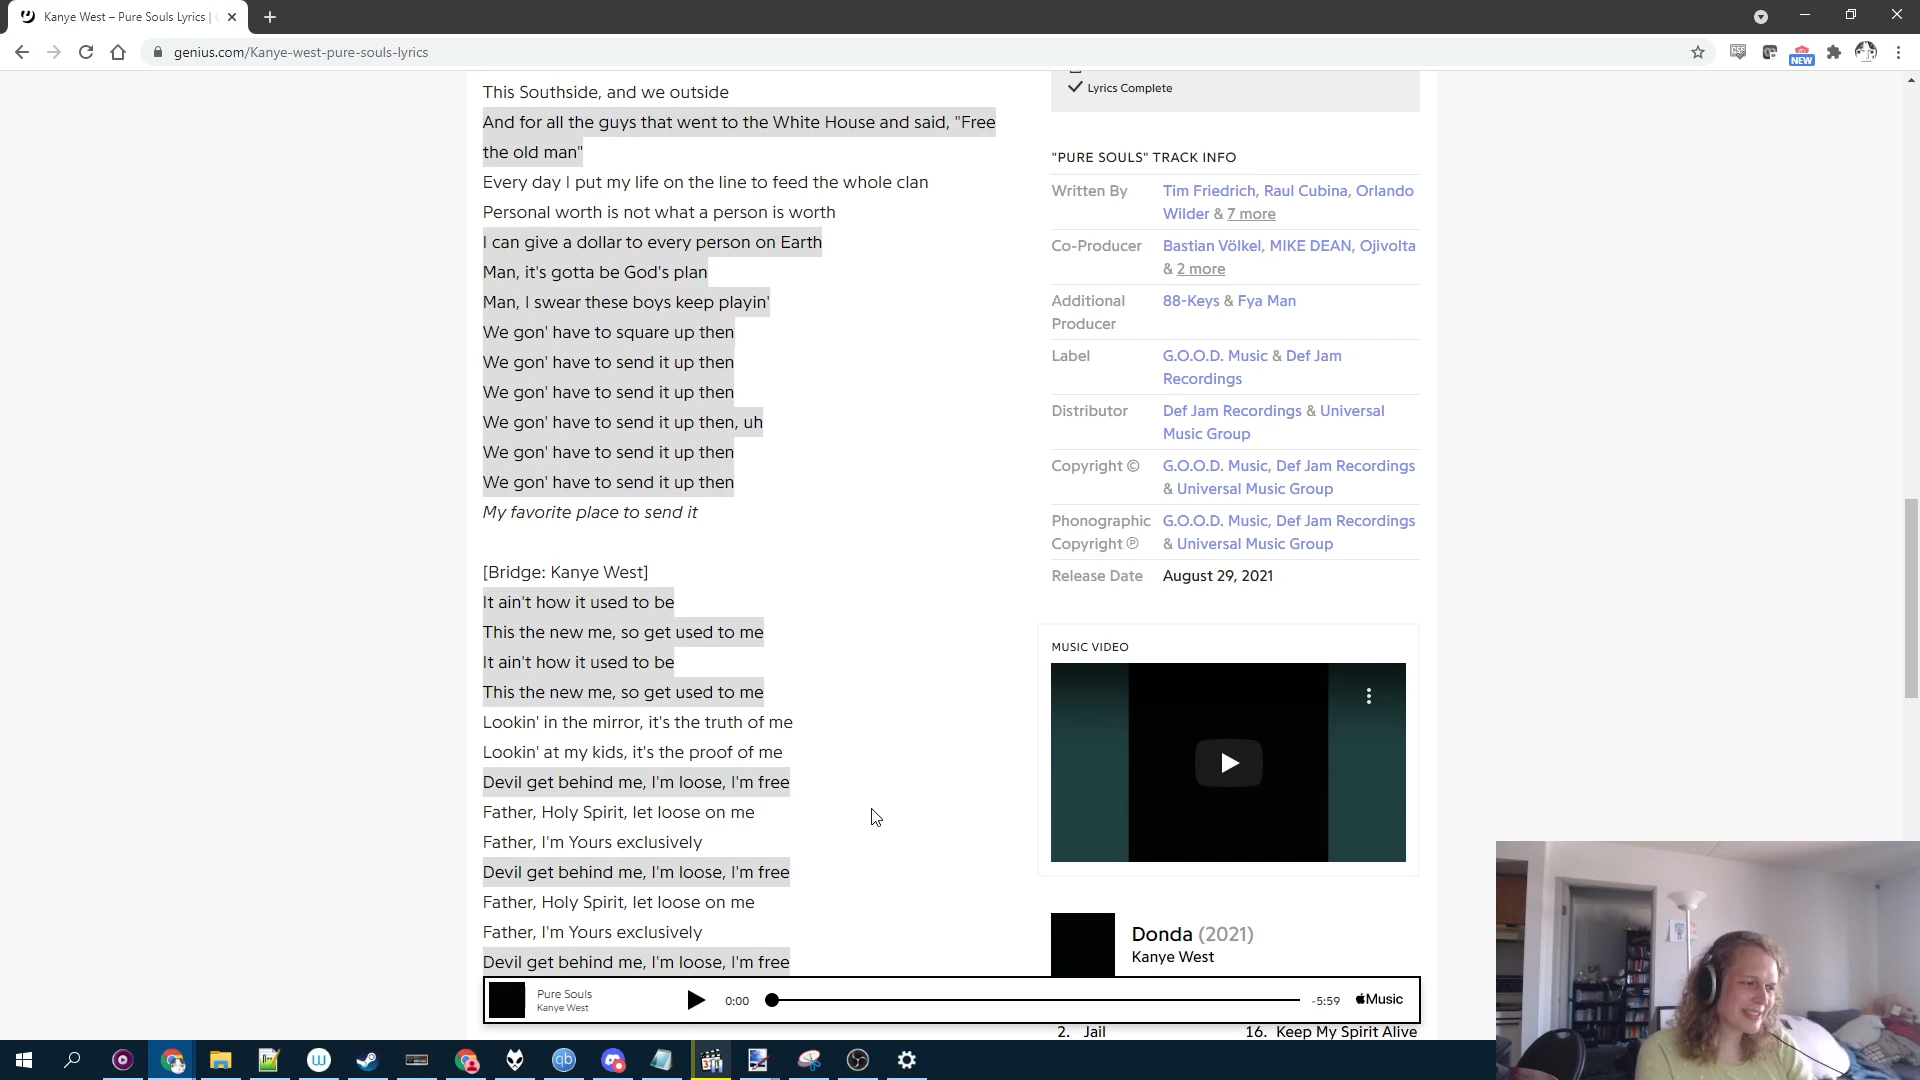 Kanye West – Pure Souls Lyrics |
genius.com/Kanye-west-pure-souls-lyrics
NEW
This Southside, and we outside
And for all the guys that went to the White House and said, "Free
the old man"
Every day I put my life on the line to feed the whole clan
Personal worth is not what a person is worth
I can give a dollar to every person on Earth
Man, it's gotta be God's plan
Man, I swear these boys keep playin'
We gon' have to square up then
We gon' have to send it up then
We gon' have to send it up then
We gon' have to send it up then, uh
We gon' have to send it up then
We gon' have to send it up then
My favorite place to send it
[Bridge: Kanye West]
It ain't how it used to be
This the new me, so get used to me
It ain't how it used to be
This the new me, so get used to me
Lookin' in the mirror, it's the truth of me
Lookin' at my kids, it's the proof of me
Devil get behind me, I'm loose, I'm free
Father, Holy Spirit, let loose on me
Father, I'm Yours exclusively
Devil get behind me, I'm loose, I'm free
Father, Holy Spirit, let loose on me
Father, I'm Yours exclusively
Devil get behind me, I'm loose, I'm free
Lyrics Complete
"PURE SOULS" TRACK INFO
Written By Tim Friedrich, Raul Cubina, Orlando
Wilder & 7 more
Co-Producer Bastian Völkel, MIKE DEAN, Ojivolta
& 2 more
Additional 88-Keys & Fya Man
Producer
Label G.O.O.D. Music & Def Jam
Recordings
Distributor Def Jam Recordings & Universal
Music Group
Copyright © G.O.O.D. Music, Def Jam Recordings
& Universal Music Group
Phonographic G.O.O.D. Music, Def Jam Recordings
Copyright ℗ & Universal Music Group
Release Date August 29, 2021
MUSIC VIDEO
Donda (2021)
Kanye West
2. Jail 16. Keep My Spirit Alive
Pure Souls
Kanye West
0:00 -5:59 Music
W
qb